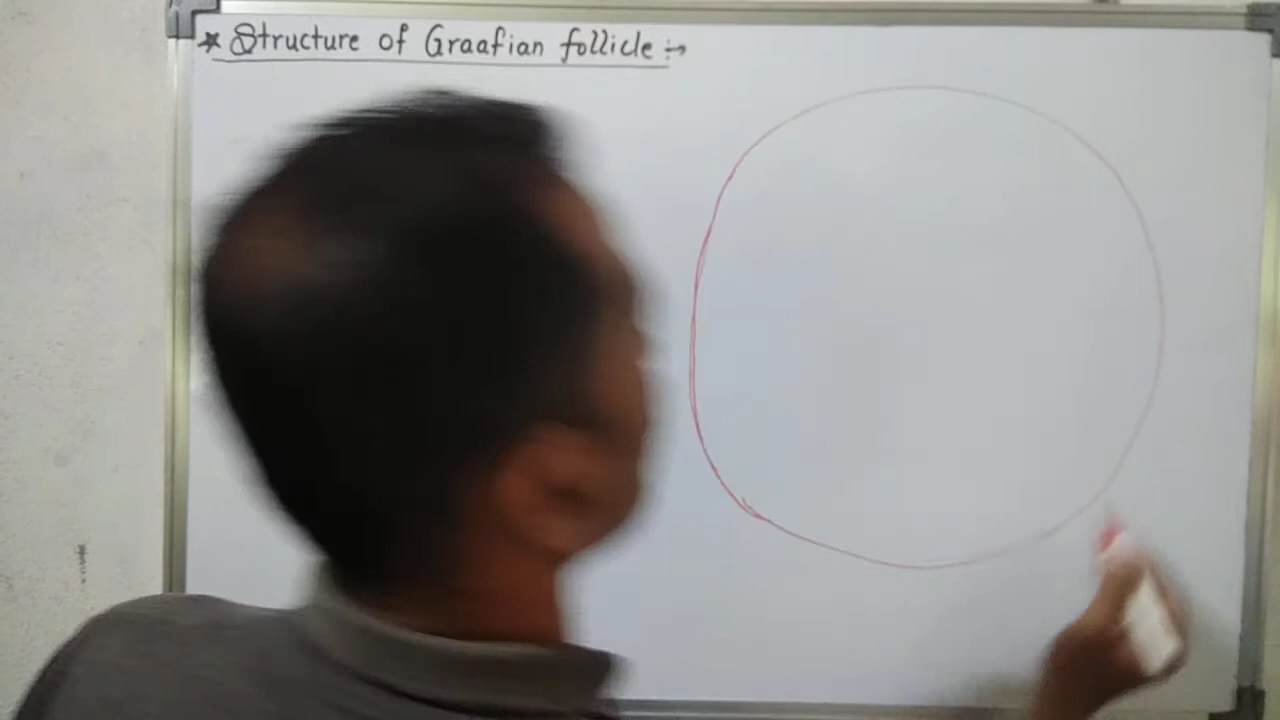 * Structure of Graafian follicle :→